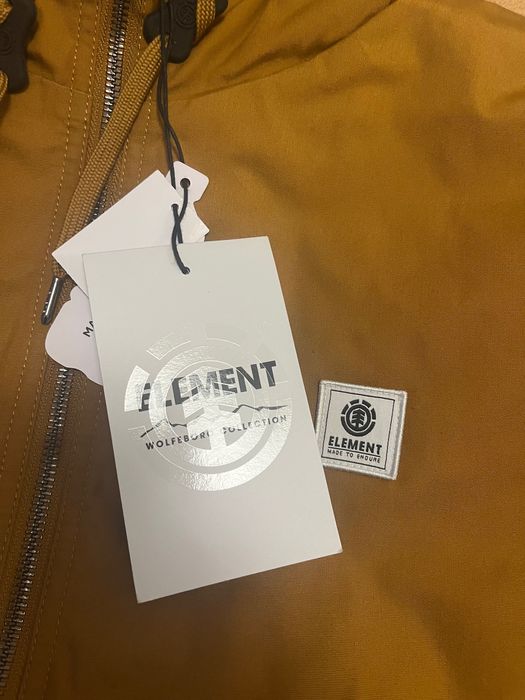 ELEMENT
WOLFEBORO COLLECTION
ELEMENT
MADE TO ENDURE